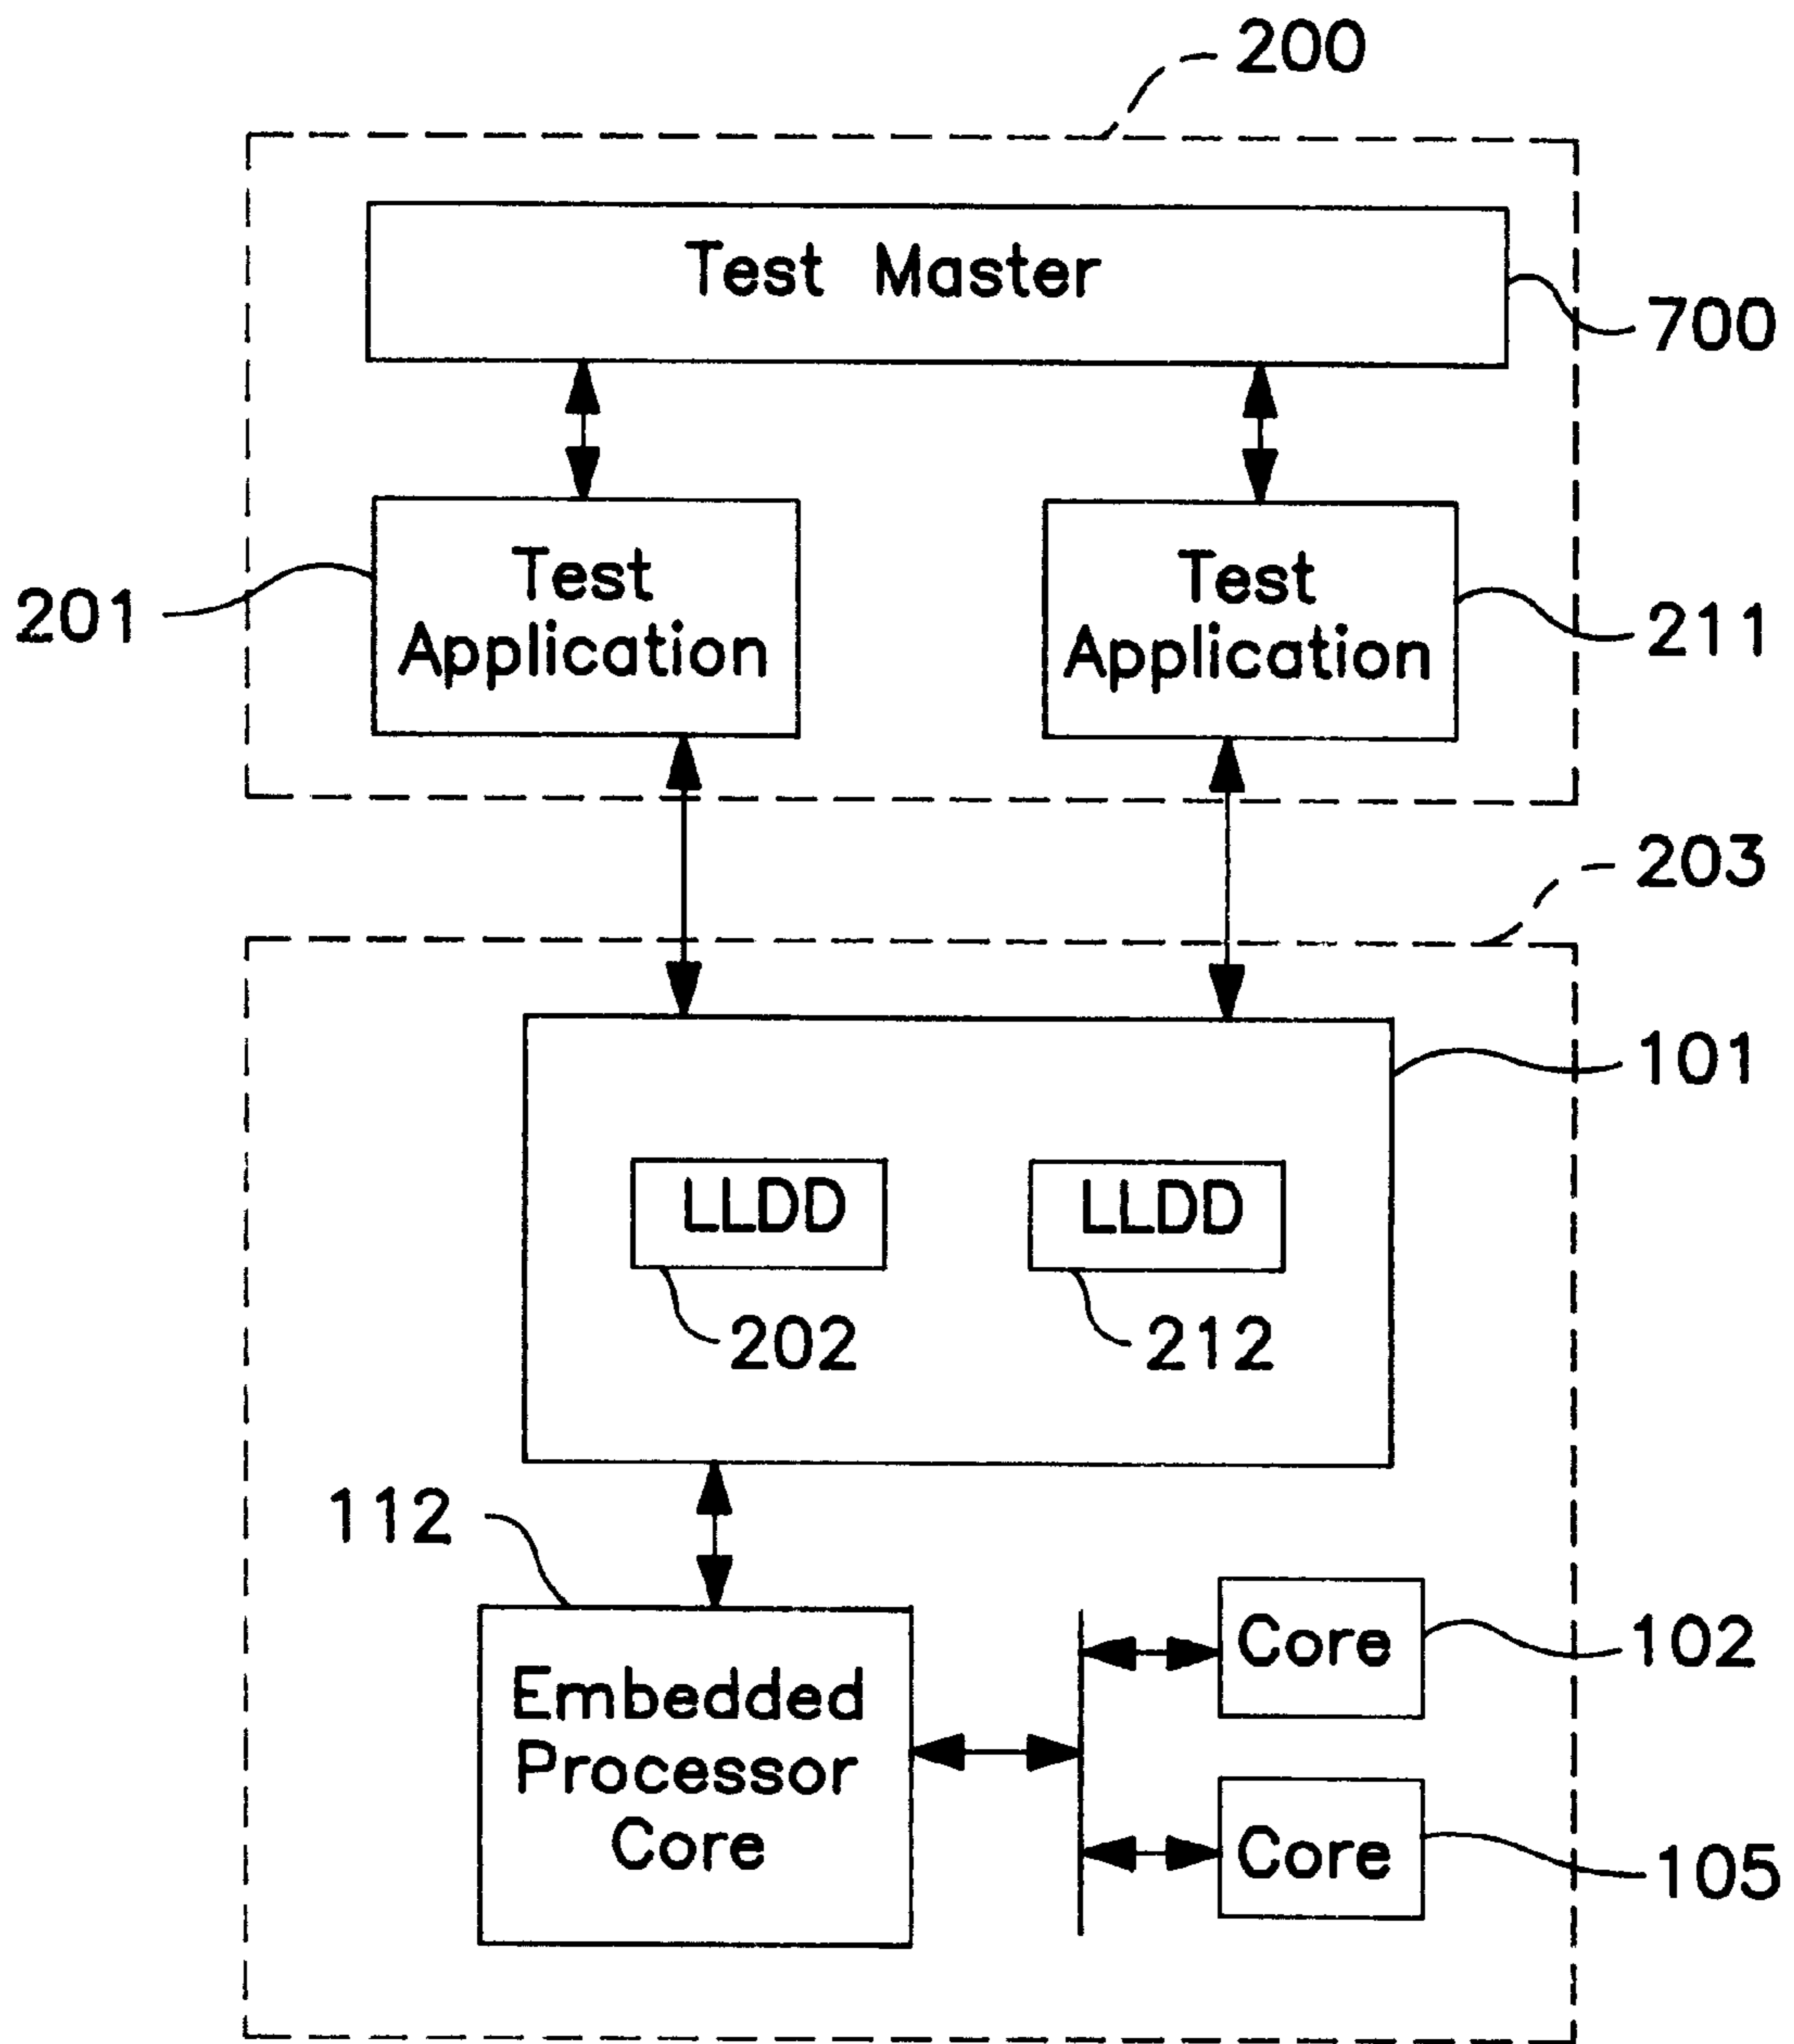 200
Test Master
700
Test
Application
201
Test
Application
211
203
101
LLDD
LLDD
202
212
112
Embedded
Processor
Core
Core
102
Core
105